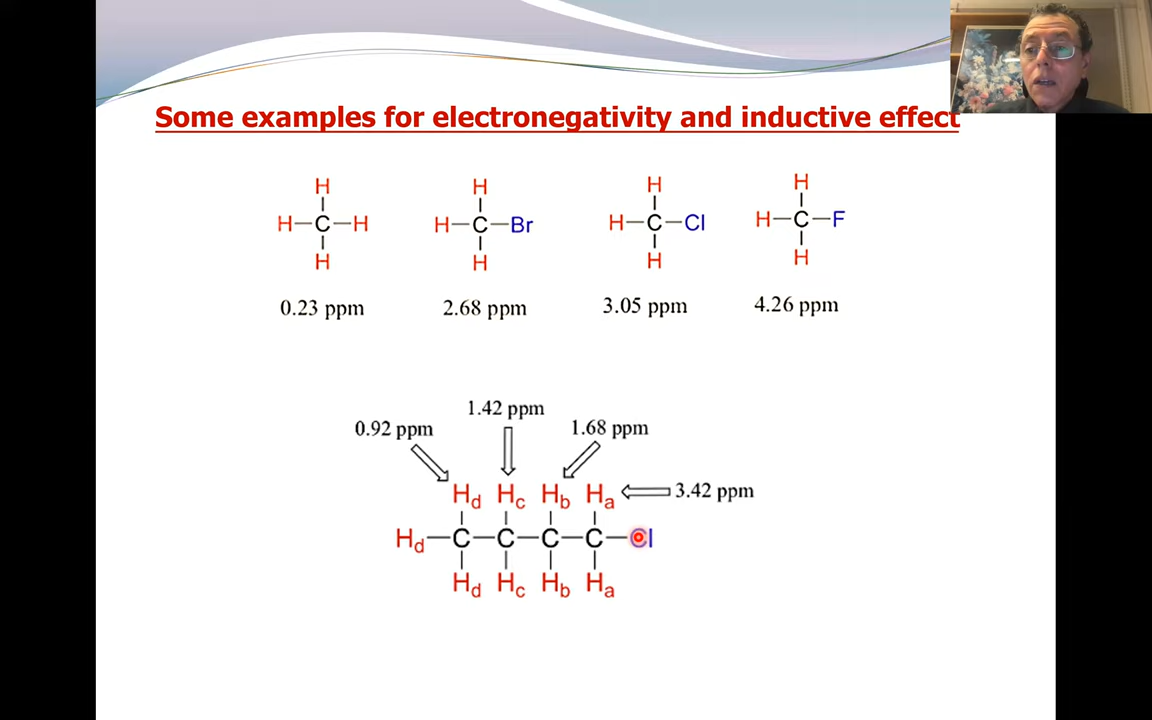 Some examples for electronegativity and inductive effect
H H H H
H—C—H H—C—Br H—C—Cl H—C—F
H H H H
0.23 ppm 2.68 ppm 3.05 ppm 4.26 ppm
1.42 ppm
0.92 ppm 1.68 ppm
Hd Hc Hb Ha 3.42 ppm
Hd—C—C—C—C—Cl
Hd Hc Hb Ha